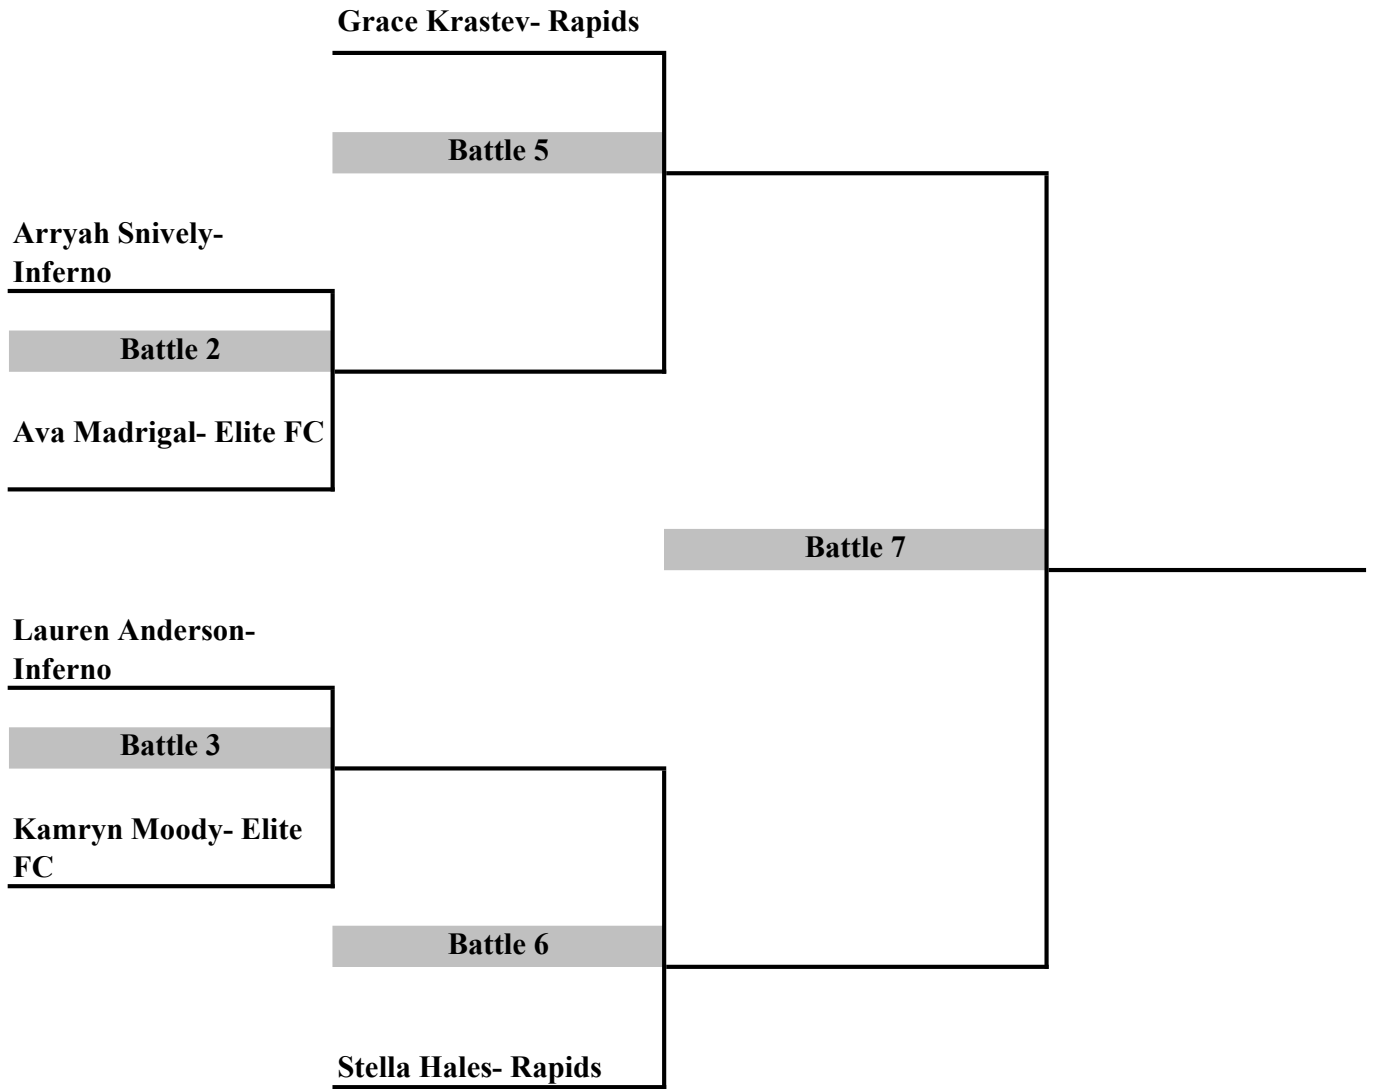 Grace Krastev- Rapids
Battle 5
Arryah Snively-
Inferno
Battle 2
Ava Madrigal- Elite FC
Battle 7
Lauren Anderson-
Inferno
Battle 3
Kamryn Moody- Elite
FC
Battle 6
Stella Hales- Rapids